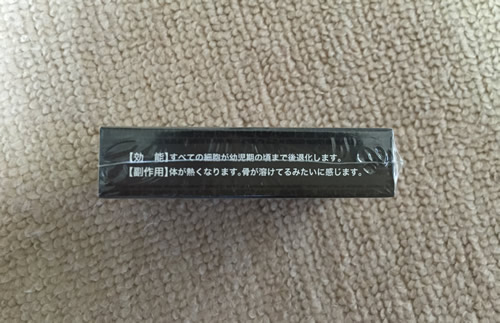 【効　能】すべての細胞が幼児期の頃まで後退化します。
【副作用】体が熱くなります。骨が溶けてるみたいに感じます。